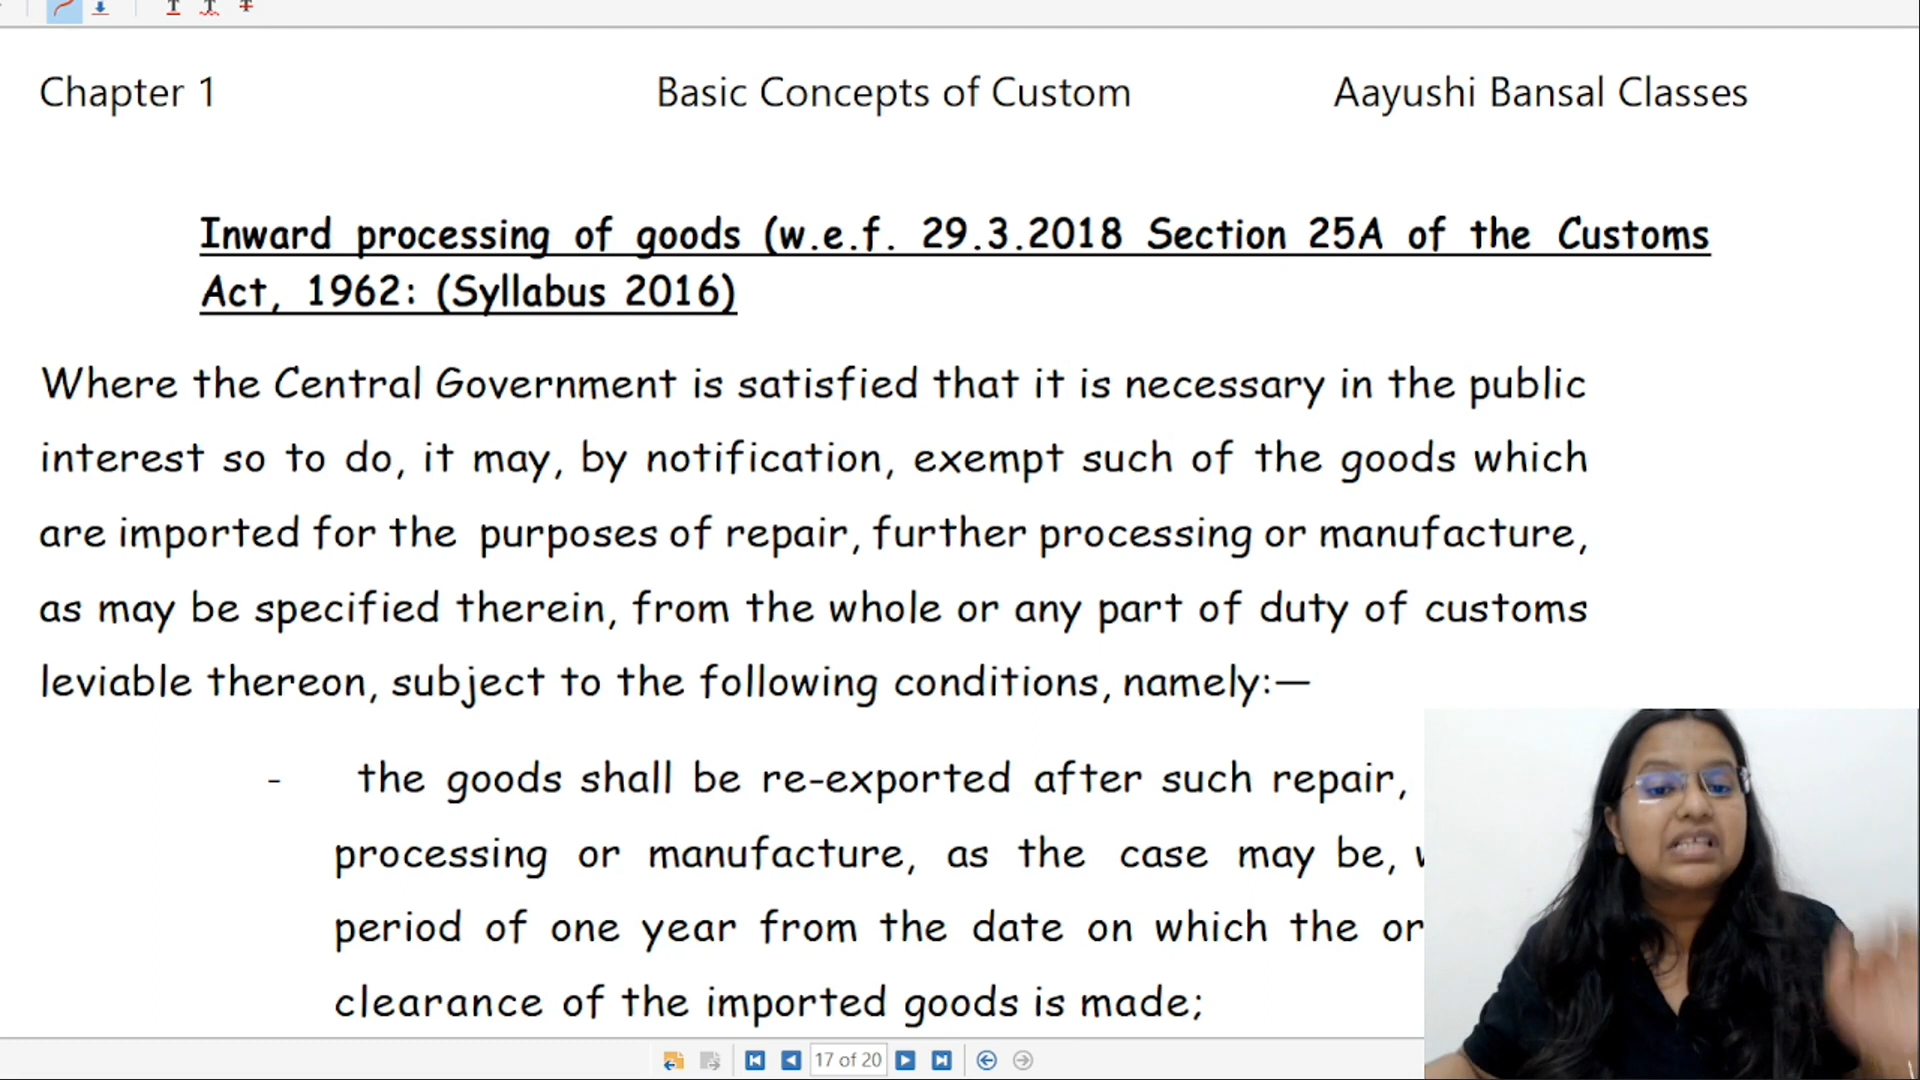 Chapter 1 Basic Concepts of Custom Aayushi Bansal Classes
Inward processing of goods (w.e.f. 29.3.2018 Section 25A of the Customs
Act, 1962: (Syllabus 2016)
Where the Central Government is satisfied that it is necessary in the public
interest so to do, it may, by notification, exempt such of the goods which
are imported for the purposes of repair, further processing or manufacture,
as may be specified therein, from the whole or any part of duty of customs
leviable thereon, subject to the following conditions, namely:—
- the goods shall be re-exported after such repair,
processing or manufacture, as the case may be,
period of one year from the date on which the
clearance of the imported goods is made;
17 of 20